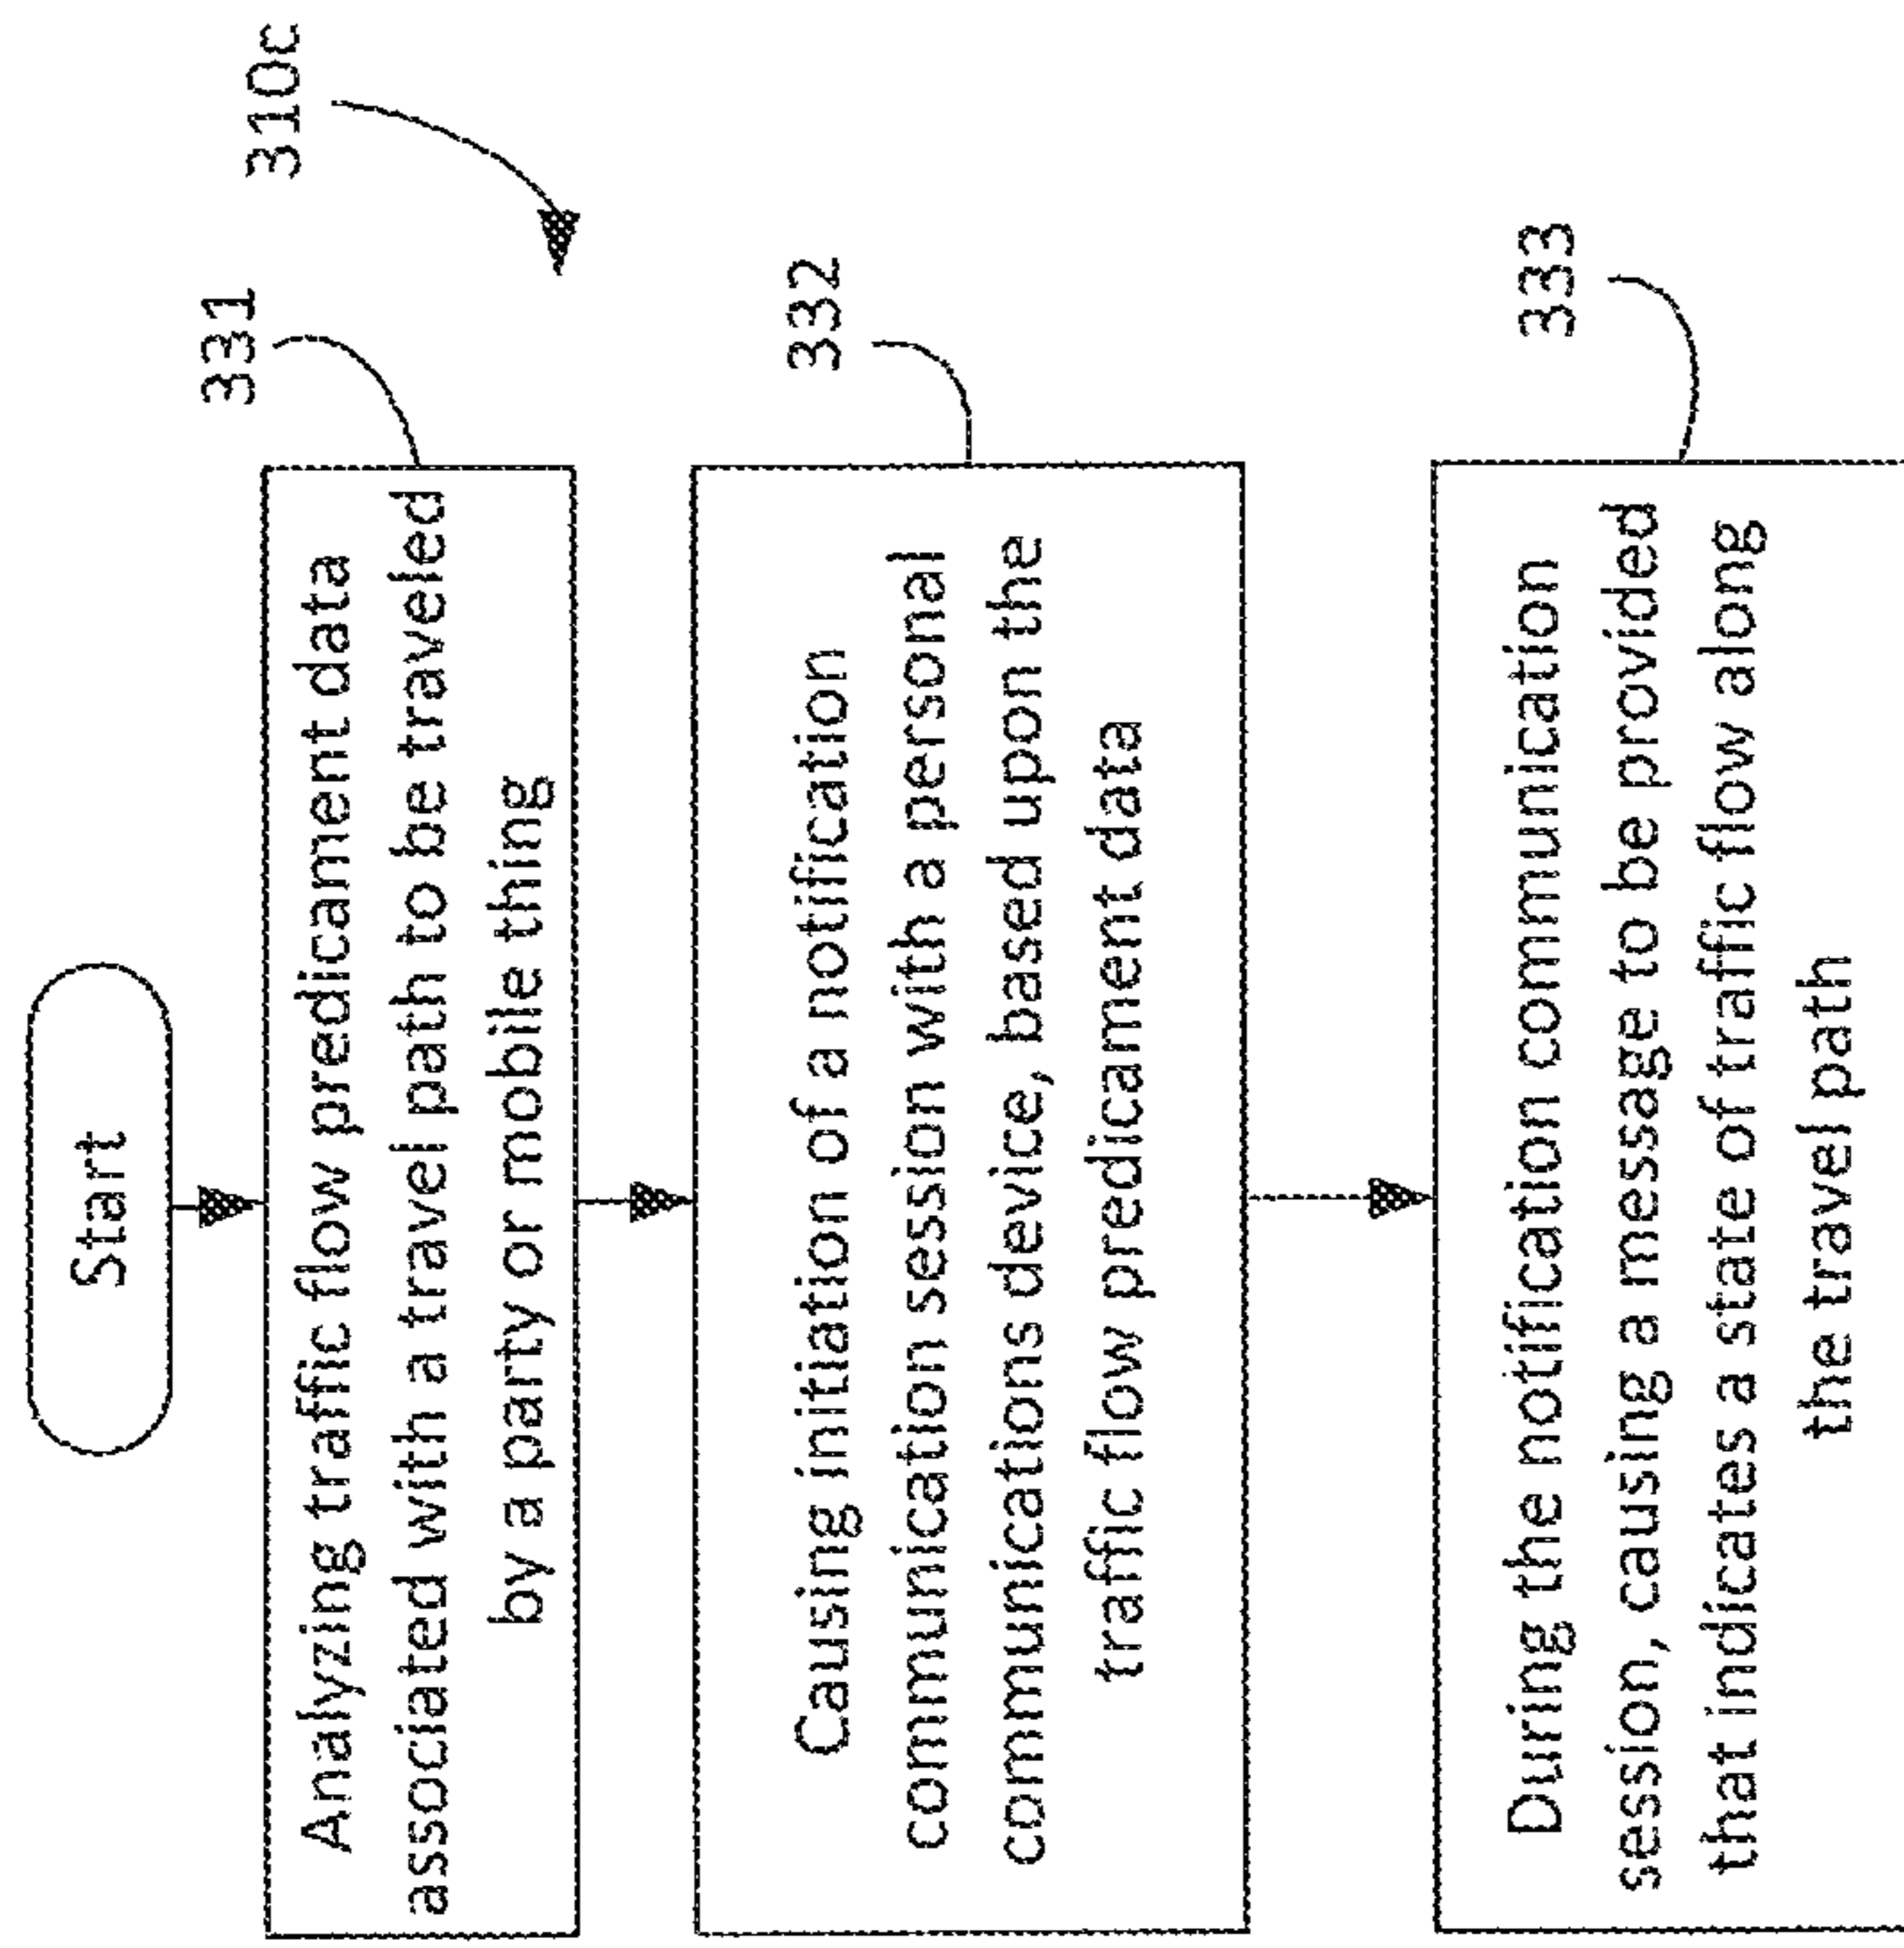 Start
310c
331
Analyzing traffic flow predicament data
associated with a travel path to be traveled
by a party or mobile thing
332
Causing initiation of a notification
communication session with a personal
communications device, based upon the
traffic flow predicament data
333
During the notification communication
session, causing a message to be provided
that indicates a state of traffic flow along
the travel path